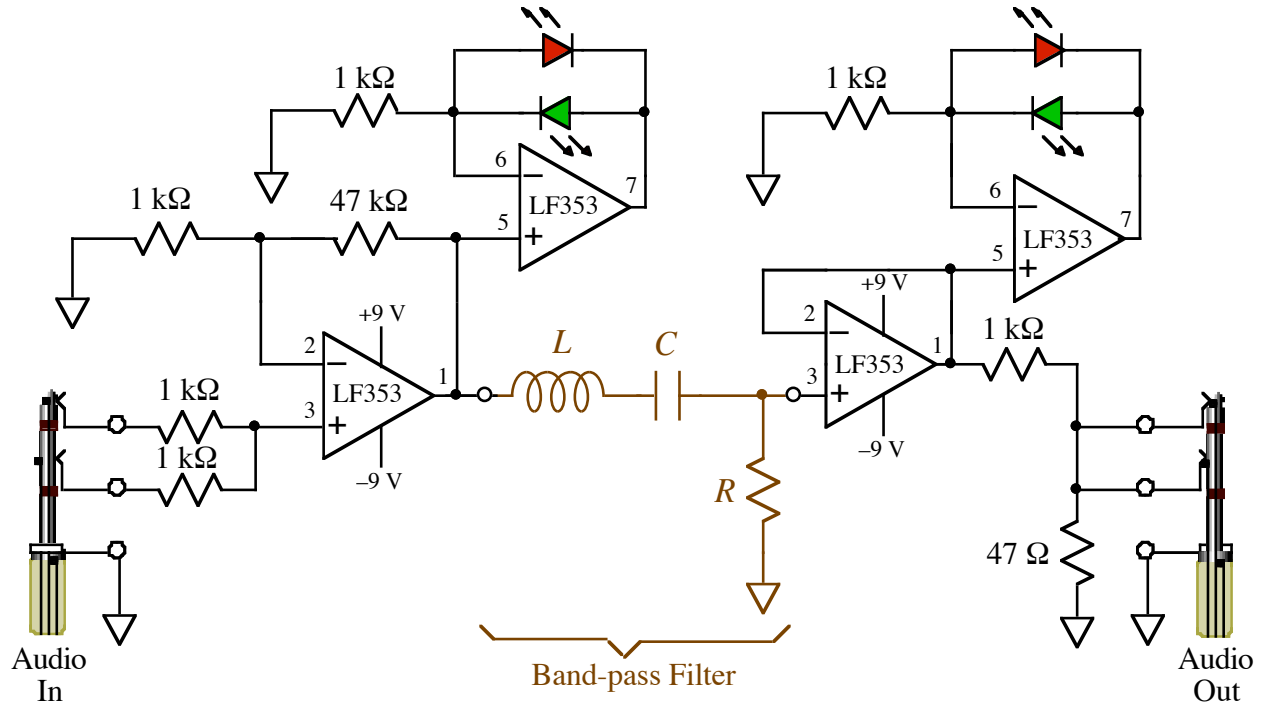 1 kΩ
1 kΩ
6
7
LF353
5
1 kΩ
47 kΩ
6
7
LF353
5
1 kΩ
+9 V
2
LF353
1
3
–9 V
1 kΩ
1 kΩ
L
C
R
+9 V
2
LF353
1
3
–9 V
1 kΩ
47 Ω
Audio
In
Band-pass Filter
Audio
Out